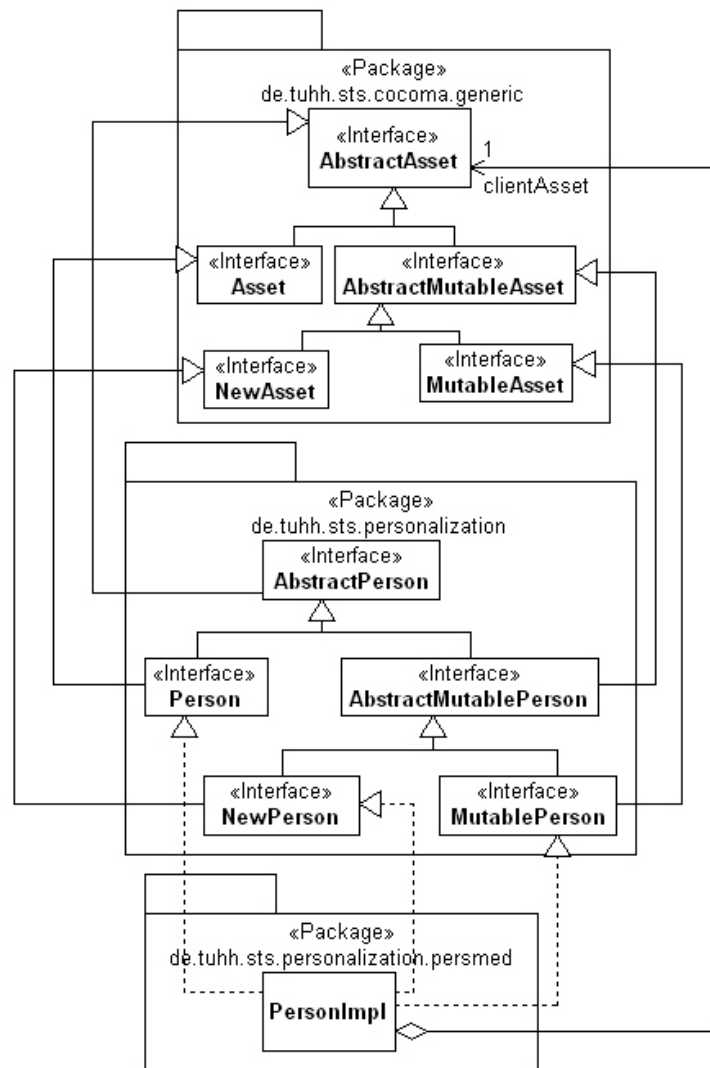 «Package»
de.tuhh.sts.cocoma.generic
«Interface»
AbstractAsset
1
clientAsset
«Interface»
Asset
«Interface»
AbstractMutableAsset
«Interface»
NewAsset
«Interface»
MutableAsset
«Package»
de.tuhh.sts.personalization
«Interface»
AbstractPerson
«Interface»
Person
«Interface»
AbstractMutablePerson
«Interface»
NewPerson
«Interface»
MutablePerson
«Package»
de.tuhh.sts.personalization.persmed
PersonImpl